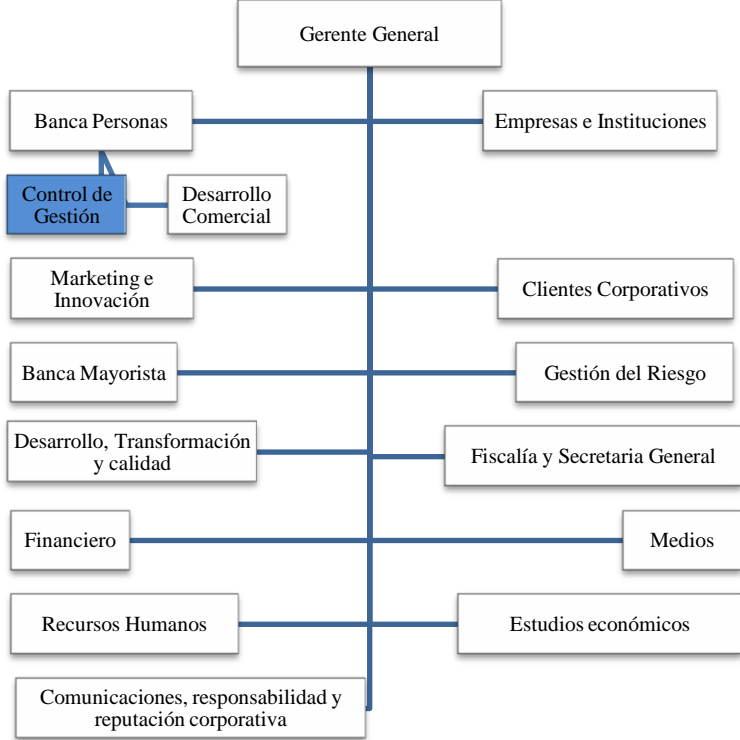 Gerente General
Banca Personas
Empresas e Instituciones
Control de
Gestión
Desarrollo
Comercial
Marketing e
Innovación
Clientes Corporativos
Banca Mayorista
Gestión del Riesgo
Desarrollo, Transformación
y calidad
Fiscalía y Secretaria General
Financiero
Medios
Recursos Humanos
Estudios económicos
Comunicaciones, responsabilidad y
reputación corporativa